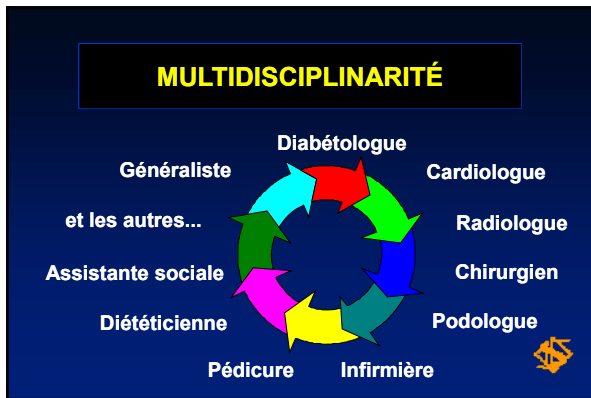 MULTIDISCIPLINARITÉ
Diabétologue
Généraliste
Cardiologue
et les autres...
Radiologue
Assistante sociale
Chirurgien
Diététicienne
Podologue
Pédicure
Infirmière